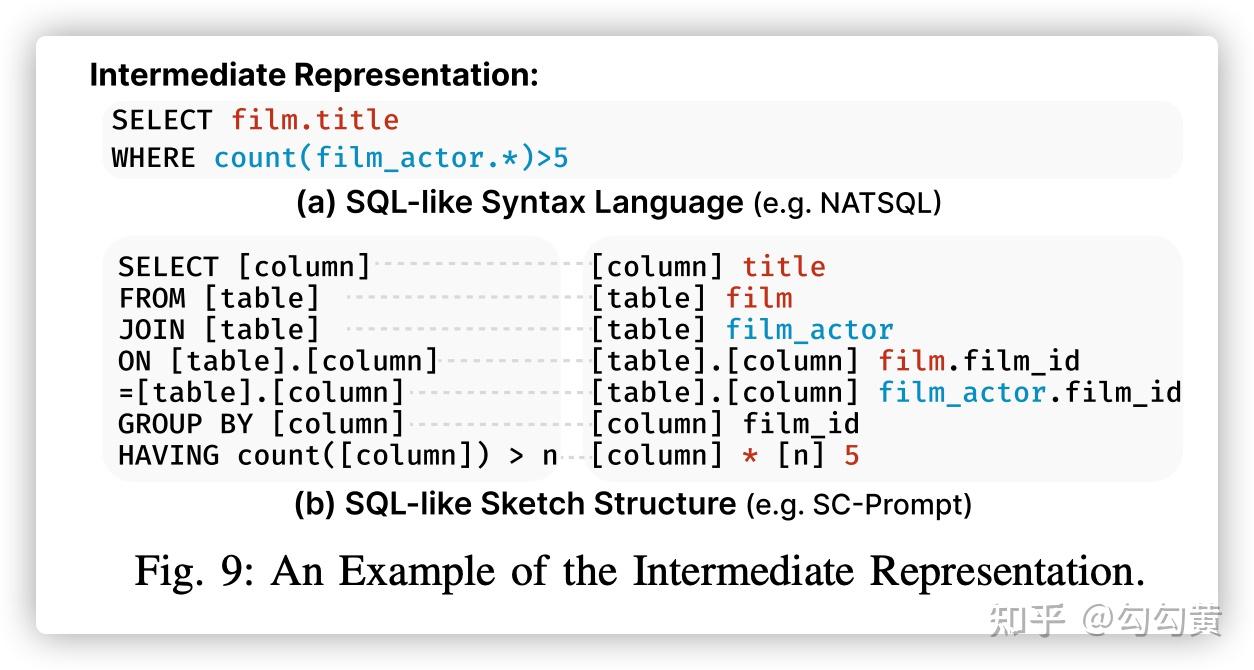 Intermediate Representation:
SELECT film.title
WHERE count(film_actor.*)>5
(a) SQL-like Syntax Language (e.g. NATSQL)
SELECT [column] [column] title
FROM [table] [table] film
JOIN [table] [table] film_actor
ON [table].[column] [table].[column] film.film_id
=[table].[column] [table].[column] film_actor.film_id
GROUP BY [column] [column] film_id
HAVING count([column]) > n [column] * [n] 5
(b) SQL-like Sketch Structure (e.g. SC-Prompt)
Fig. 9: An Example of the Intermediate Representation.
知乎 @勾勾黄